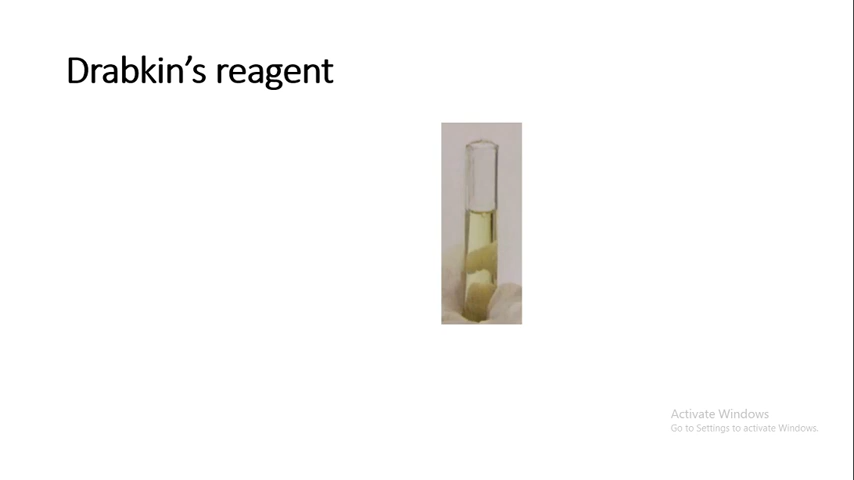 Drabkin’s reagent
Activate Windows
Go to Settings to activate Windows.